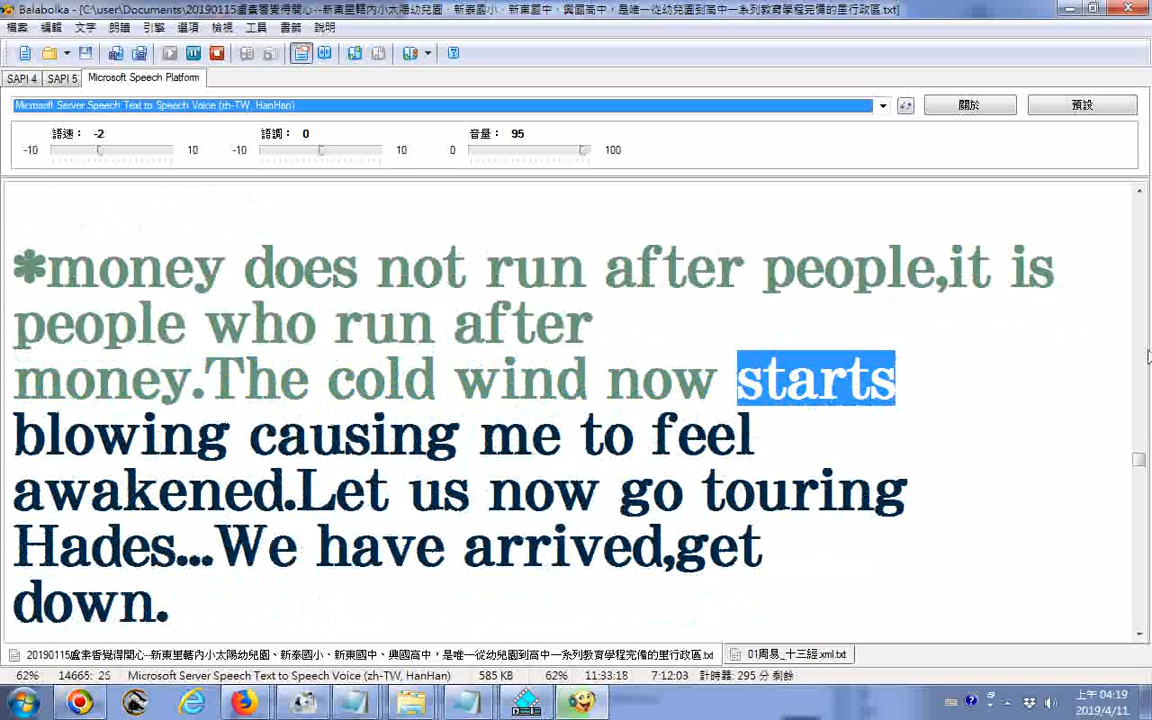 Balabolka - [C:\user\Documents\20190115盧素香覺得開心--新東里轄內小太陽幼兒園、新泰國小、新東國中、興國高中，是唯一從幼兒園到高中一系列教育學程完備的里行政區.txt]
檔案 編輯 文字 朗讀 引擎 選項 檢視 工具 書籤 說明
SAPI 4 SAPI 5 Microsoft Speech Platform
Microsoft Server Speech Text to Speech Voice (zh-TW, HanHan) 關於 預設
語速： -2 語調： 0 音量： 95
-10 10 -10 10 0 100
*money does not run after people,it is
people who run after
money.The cold wind now starts
blowing causing me to feel
awakened.Let us now go touring
Hades...We have arrived,get
down.
20190115盧素香覺得開心--新東里轄內小太陽幼兒園、新泰國小、新東國中、興國高中，是唯一從幼兒園到高中一系列教育學程完備的里行政區.txt 01周易_十三經.xml.txt
62% 14665: 25 Microsoft Server Speech Text to Speech Voice (zh-TW, HanHan) 585 KB 62% 11:33:18 7:12:03 計時器: 295 分 剩餘
上午 04:19
2019/4/11